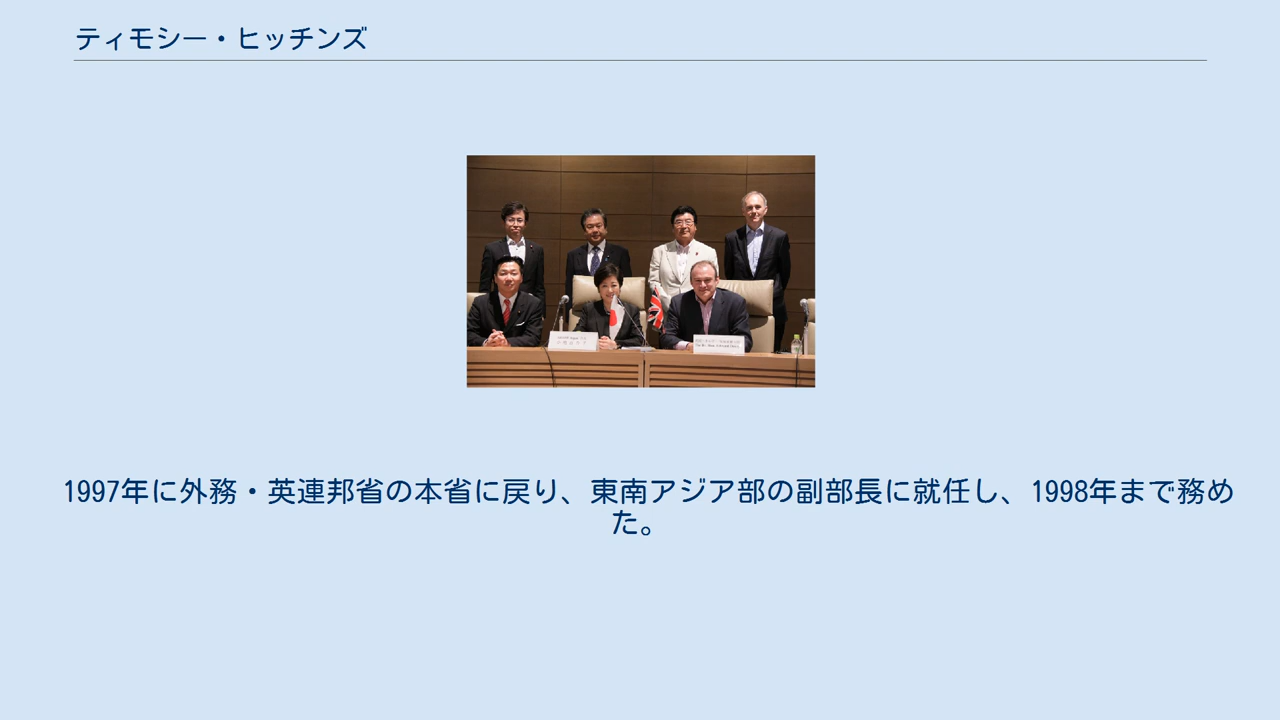 ティモシー・ヒッチンズ
1997年に外務・英連邦省の本省に戻り、東南アジア部の副部長に就任し、1998年まで務め
た。